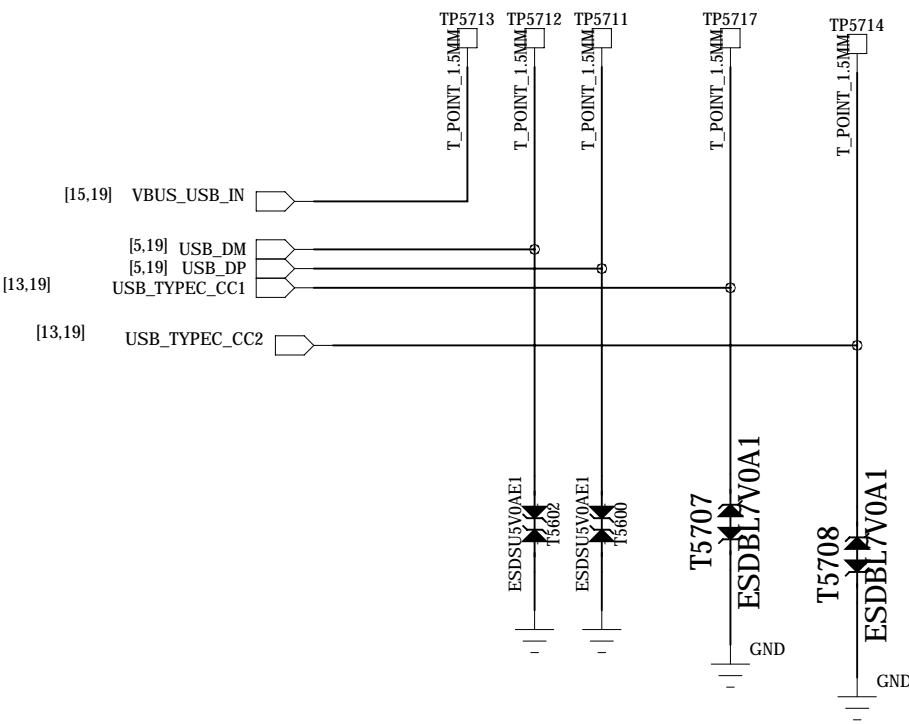 TP5713 TP5712 TP5711 TP5717 TP5714
T_POINT_1.5MM
T_POINT_1.5MM
T_POINT_1.5MM
T_POINT_1.5MM
T_POINT_1.5MM
[15,19] VBUS_USB_IN
[5,19] USB_DM
[5,19] USB_DP
[13,19] USB_TYPEC_CC1
[13,19] USB_TYPEC_CC2
ESDSU5V0AE1
T5602
ESDSU5V0AE1
T5600
T5707
ESDBL7V0A1
T5708
ESDBL7V0A1
GND
GND